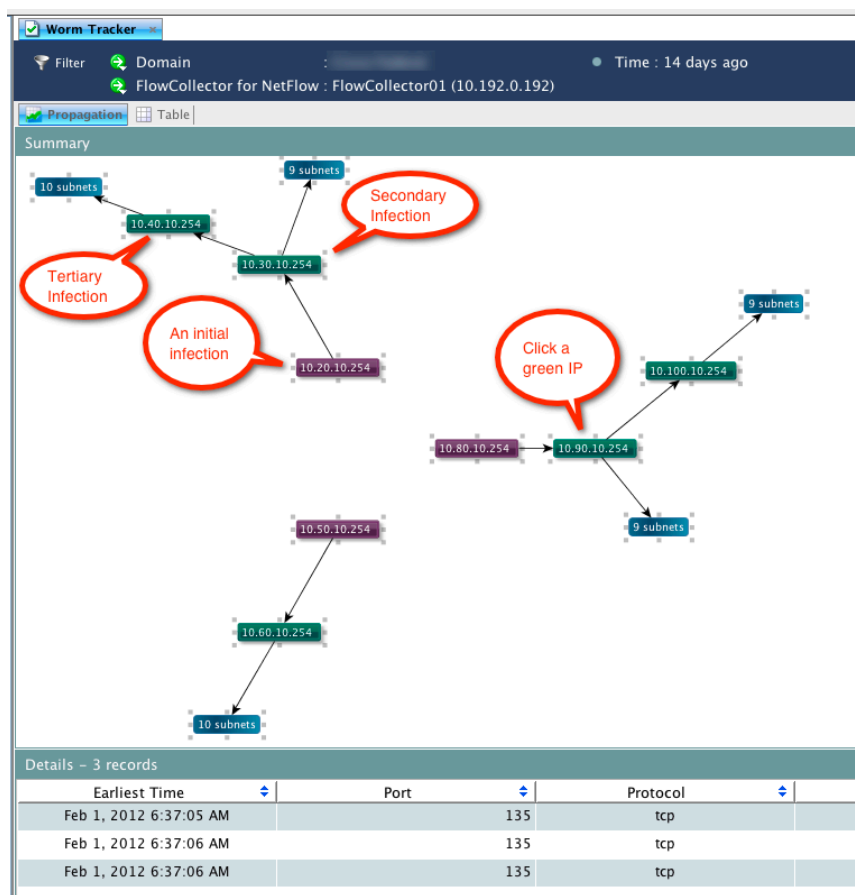 Worm Tracker
Filter
Domain :
Time : 14 days ago
FlowCollector for NetFlow : FlowCollector01 (10.192.0.192)
Propagation
Table
Summary
10 subnets
9 subnets
Secondary
Infection
10.40.10.254
10.30.10.254
Tertiary
Infection
An initial
infection
10.20.10.254
9 subnets
Click a
green IP
10.100.10.254
10.80.10.254
10.90.10.254
9 subnets
10.50.10.254
10.60.10.254
10 subnets
Details – 3 records
Earliest Time Port Protocol
Feb 1, 2012 6:37:05 AM 135 tcp
Feb 1, 2012 6:37:06 AM 135 tcp
Feb 1, 2012 6:37:06 AM 135 tcp